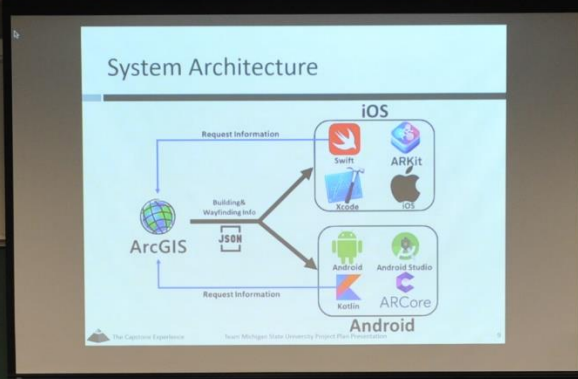 System Architecture
iOS
Request Information
Swift
ARKit
Building&
Wayfinding Info
Xcode
iOS
JSON
ArcGIS
Android
Android Studio
Request Information
Kotlin
ARCore
Android
The Capstone Experience
Team Michigan State University Project Plan Presentation
9